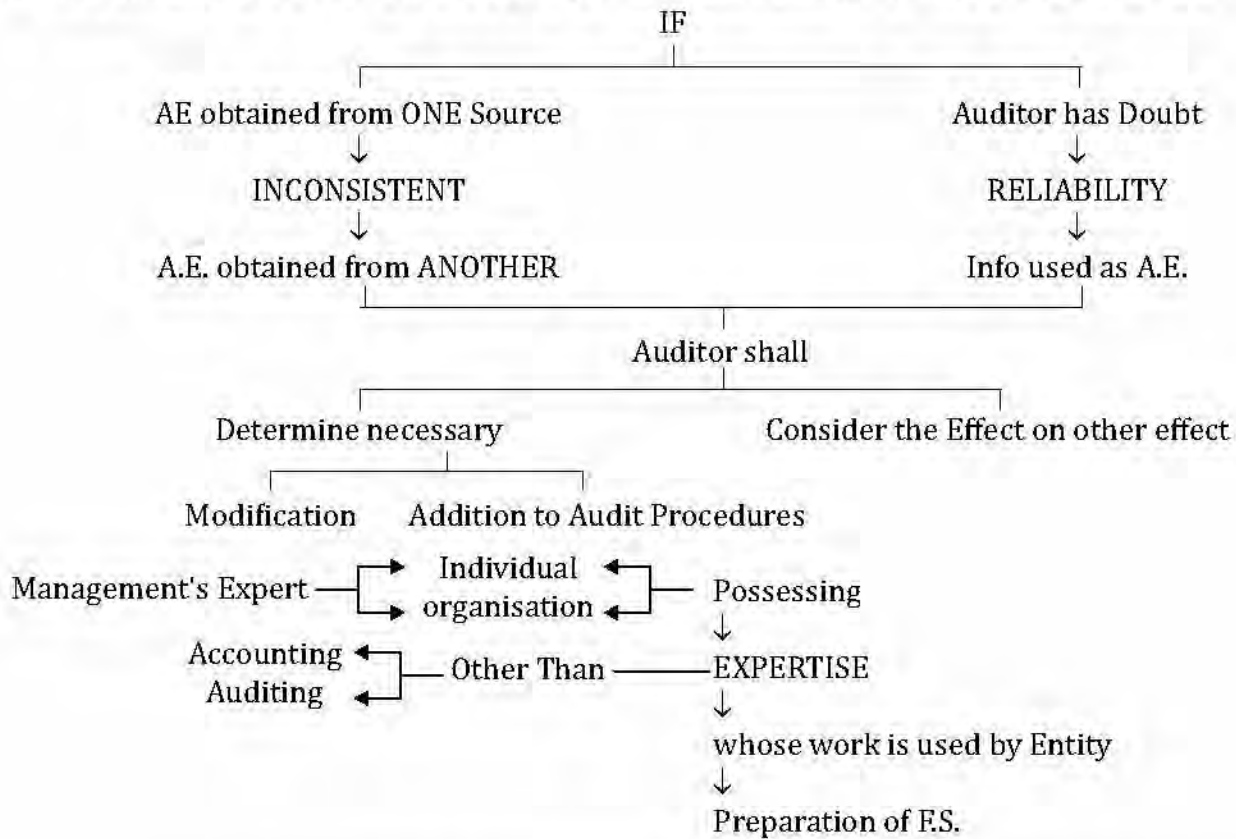 IF
AE obtained from ONE Source
Auditor has Doubt
↓
↓
INCONSISTENT
RELIABILITY
↓
↓
A.E. obtained from ANOTHER
Info used as A.E.
Auditor shall
Determine necessary
Consider the Effect on other effect
Modification
Addition to Audit Procedures
Management's Expert
Individual
organisation
Possessing
↓
Accounting
Auditing
Other Than
EXPERTISE
↓
whose work is used by Entity
↓
Preparation of F.S.